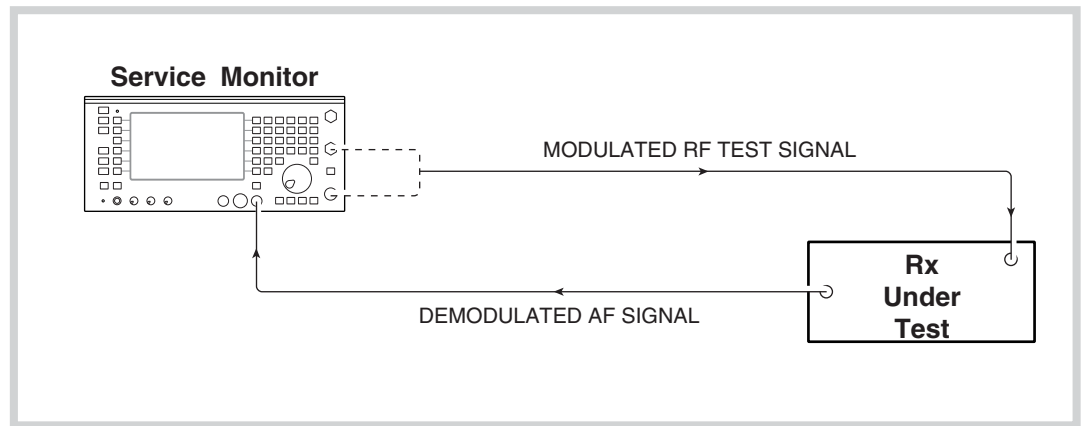 Service Monitor
MODULATED RF TEST SIGNAL
Rx
Under
Test
DEMODULATED AF SIGNAL